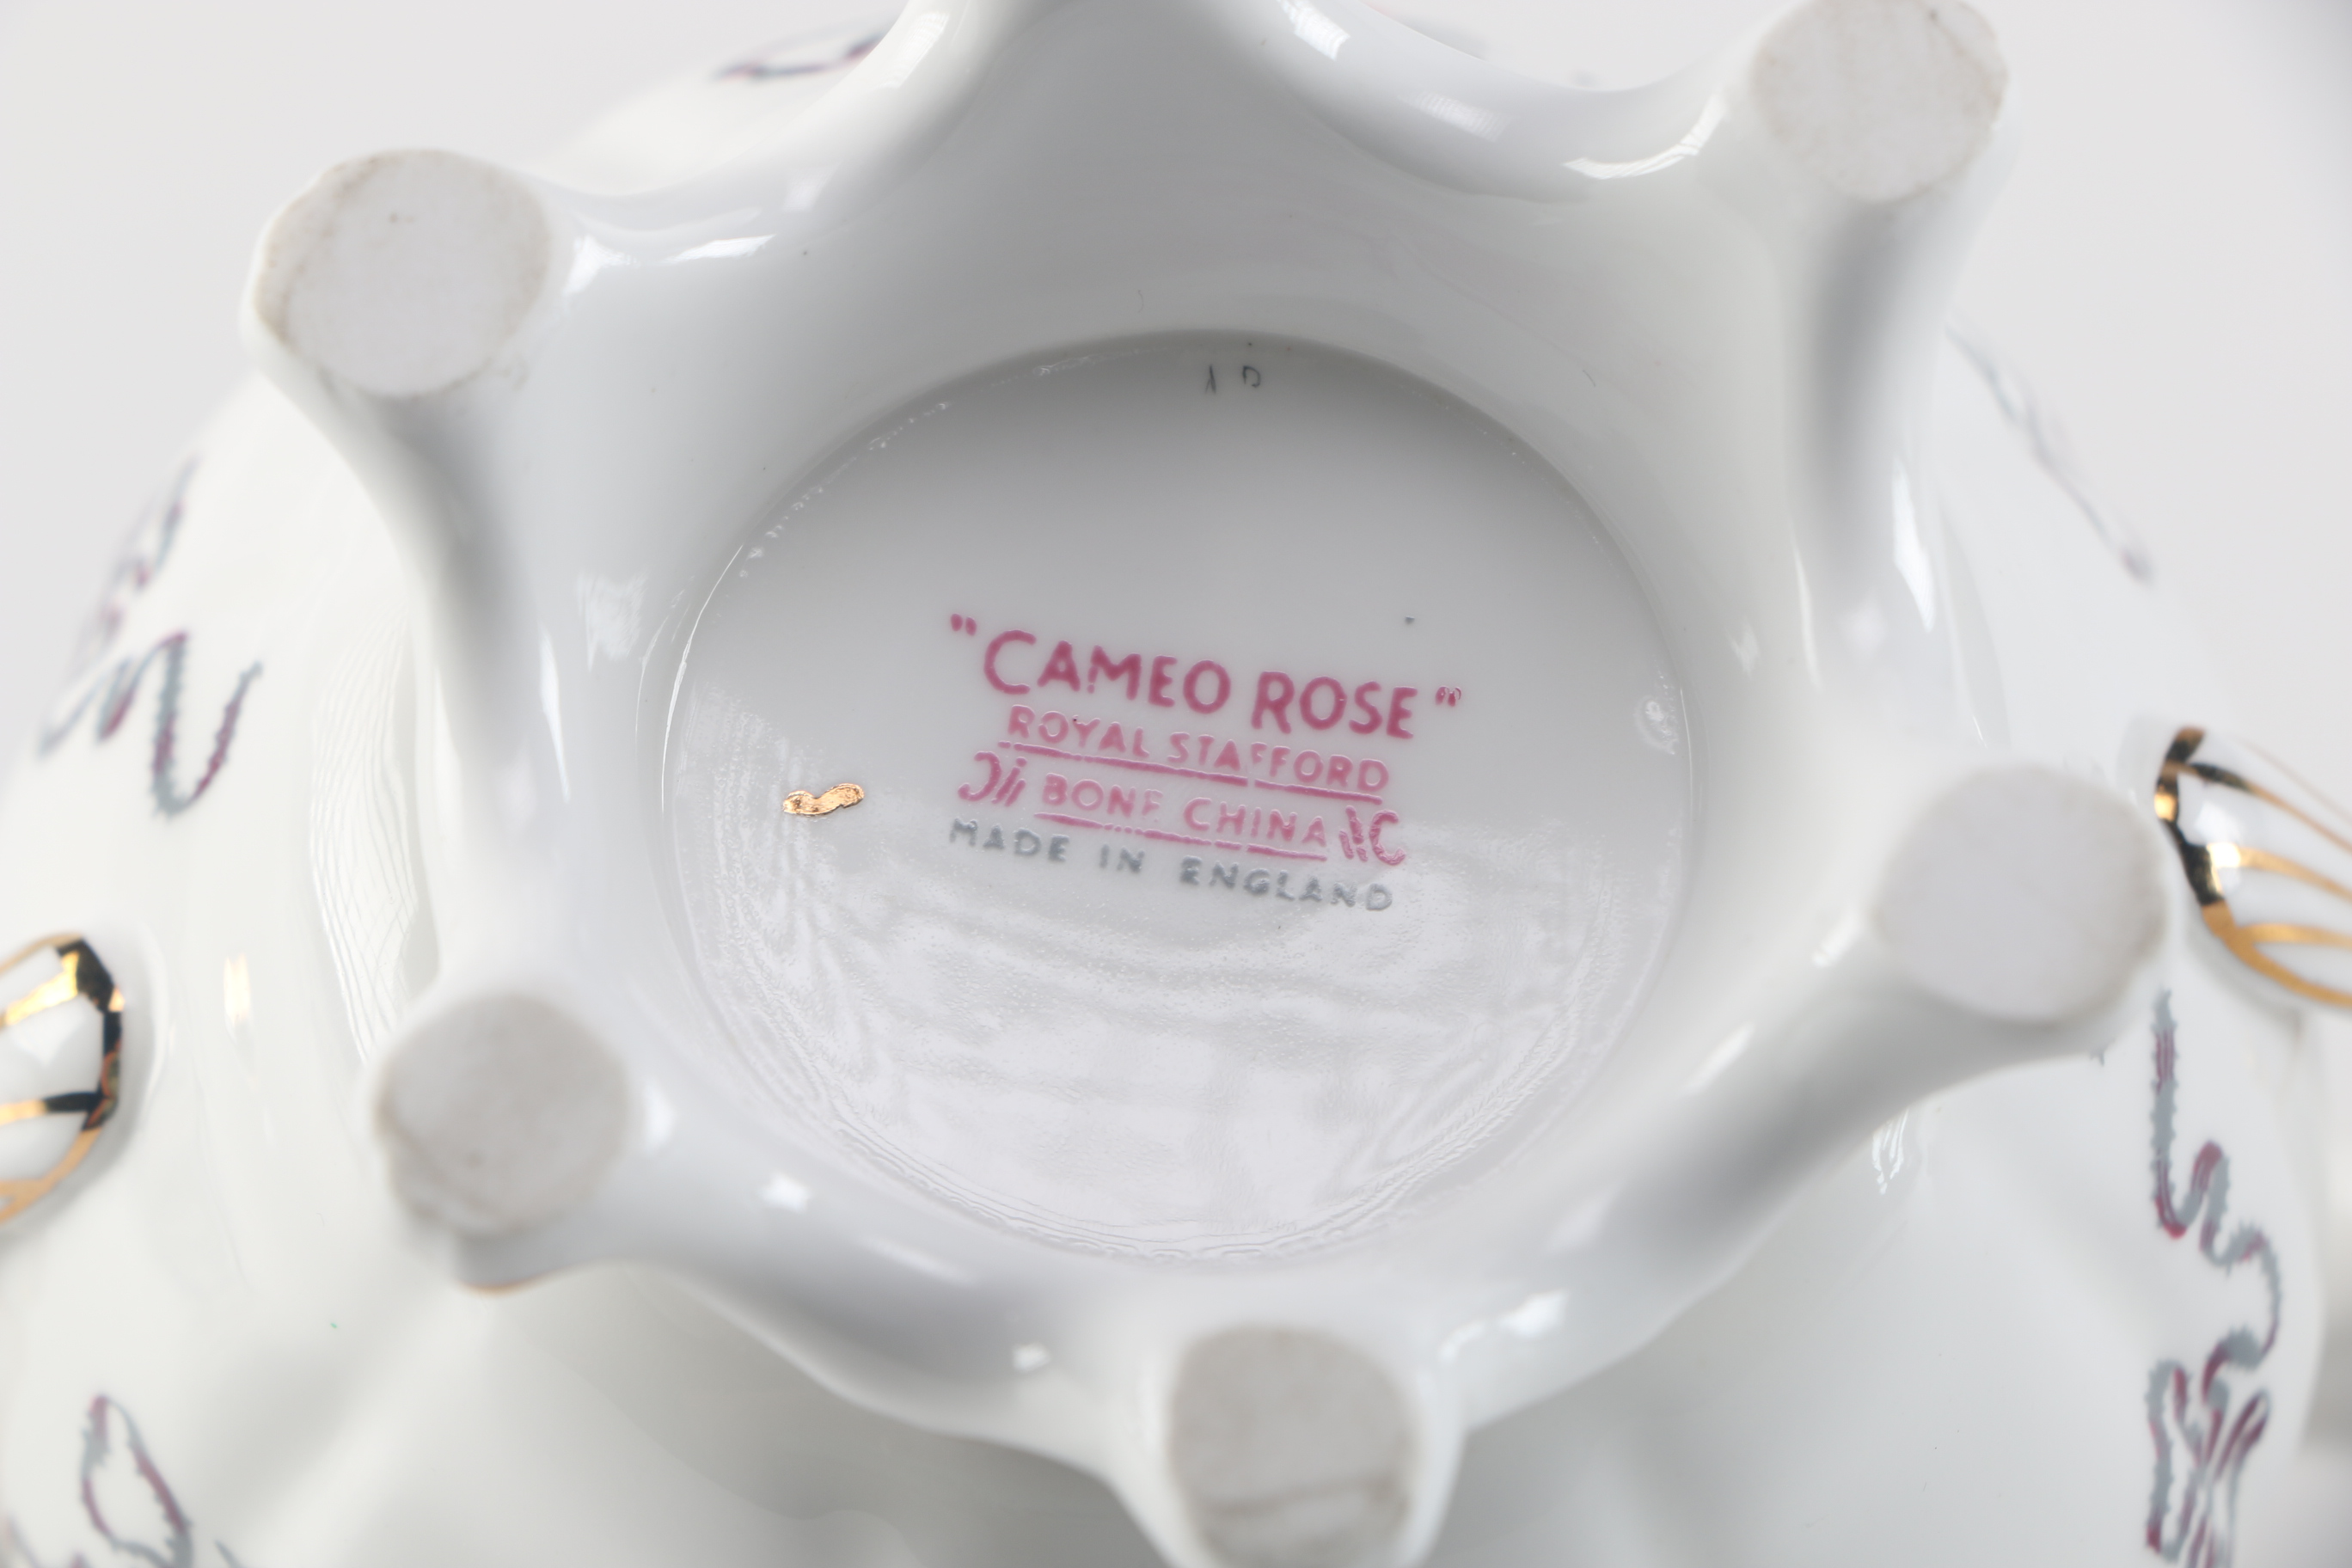 "CAMEO ROSE"
ROYAL STAFFORD
BONE CHINA
MADE IN ENGLAND